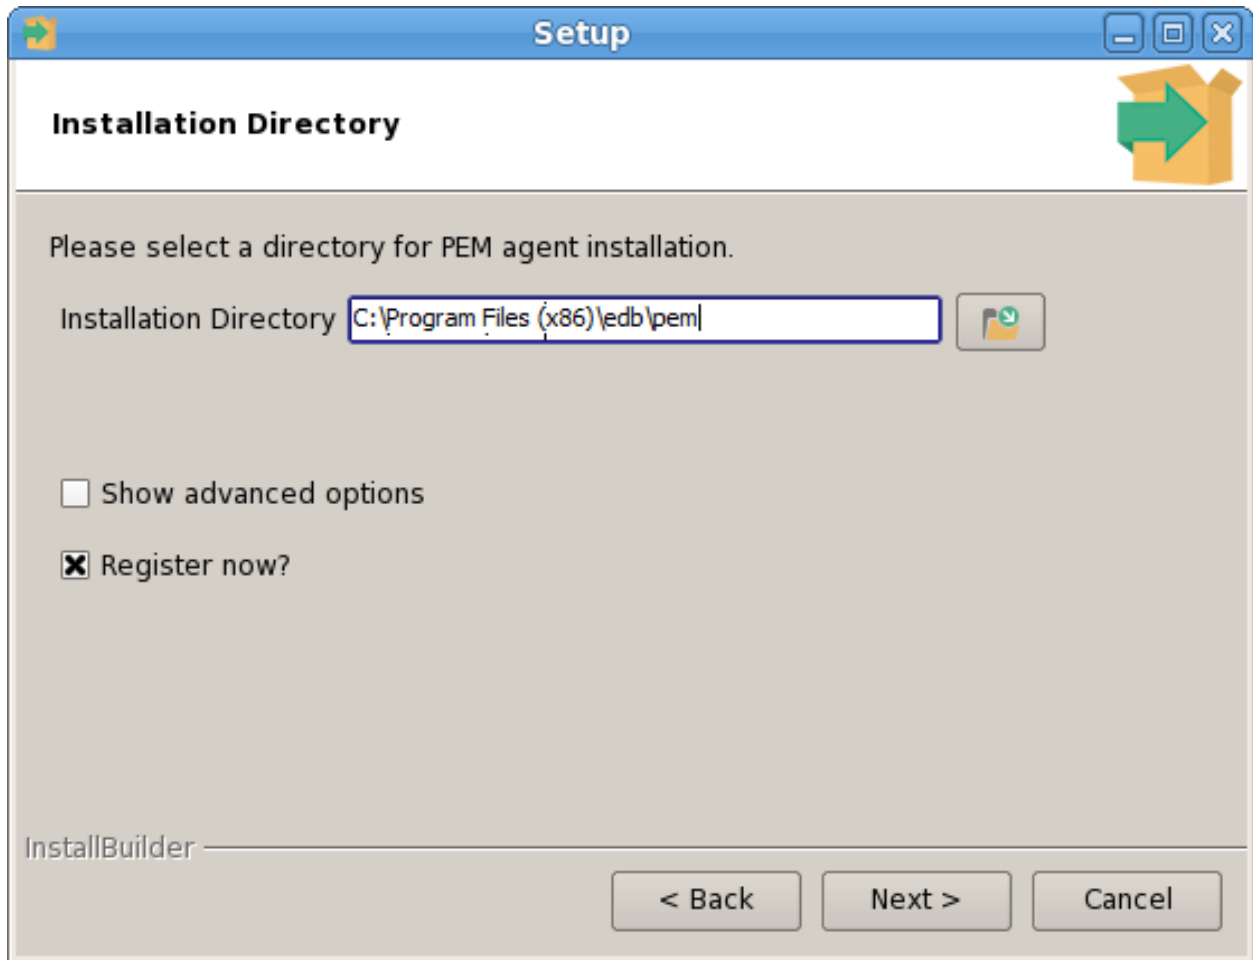 Setup
Installation Directory
Please select a directory for PEM agent installation.
Installation Directory C:\Program Files (x86)\edb\pem
Show advanced options
Register now?
InstallBuilder
< Back Next > Cancel